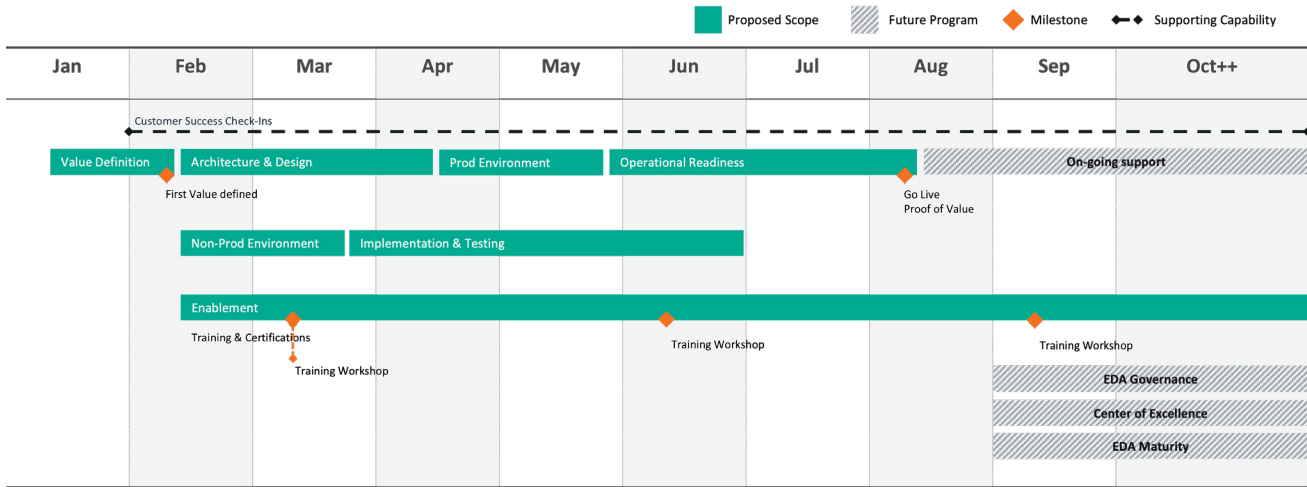 Proposed Scope
Future Program
Milestone
Supporting Capability
Jan
Feb
Mar
Apr
May
Jun
Jul
Aug
Sep
Oct++
Customer Success Check-Ins
Value Definition
Architecture & Design
Prod Environment
Operational Readiness
On-going support
First Value defined
Go Live
Proof of Value
Non-Prod Environment
Implementation & Testing
Enablement
Training & Certifications
Training Workshop
Training Workshop
Training Workshop
EDA Governance
Center of Excellence
EDA Maturity